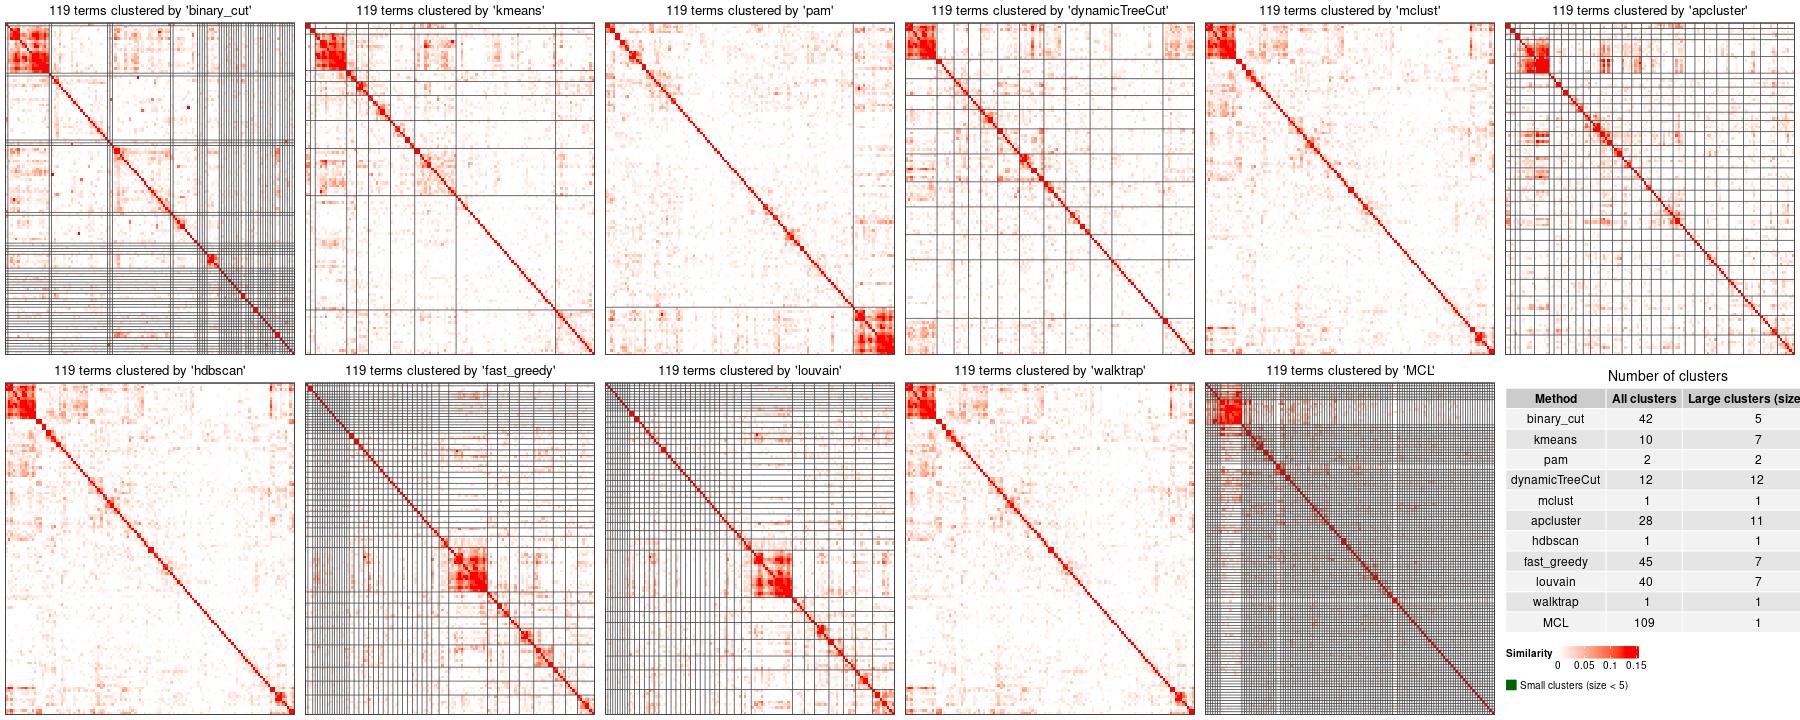 119 terms clustered by 'binary_cut'
119 terms clustered by 'kmeans'
119 terms clustered by 'pam'
119 terms clustered by 'dynamicTreeCut'
119 terms clustered by 'mclust'
119 terms clustered by 'apcluster'
119 terms clustered by 'hdbscan'
119 terms clustered by 'fast_greedy'
119 terms clustered by 'louvain'
119 terms clustered by 'walktrap'
119 terms clustered by 'MCL'
Number of clusters
Method All clusters Large clusters (size
binary_cut 42 5
kmeans 10 7
pam 2 2
dynamicTreeCut 12 12
mclust 1 1
apcluster 28 11
hdbscan 1 1
fast_greedy 45 7
louvain 40 7
walktrap 1 1
MCL 109 1
Similarity
0 0.05 0.1 0.15
Small clusters (size < 5)